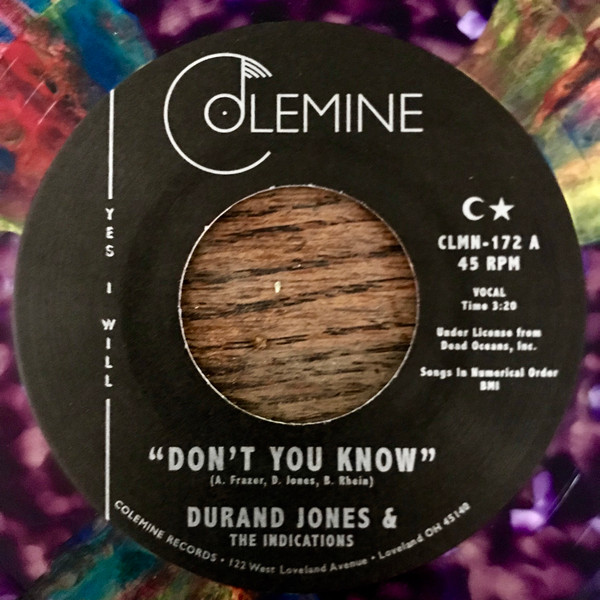 COLEMINE
YES I WILL
CLMN-172 A
45 RPM
VOCAL
Time 3:20
Under License from
Dead Oceans, Inc.
Songs In Numerical Order
BMI
“DON’T YOU KNOW”
(A. Frazer, D. Jones, B. Rhein)
DURAND JONES &
THE INDICATIONS
COLEMINE RECORDS • 122 West Loveland Avenue • Loveland OH 45140